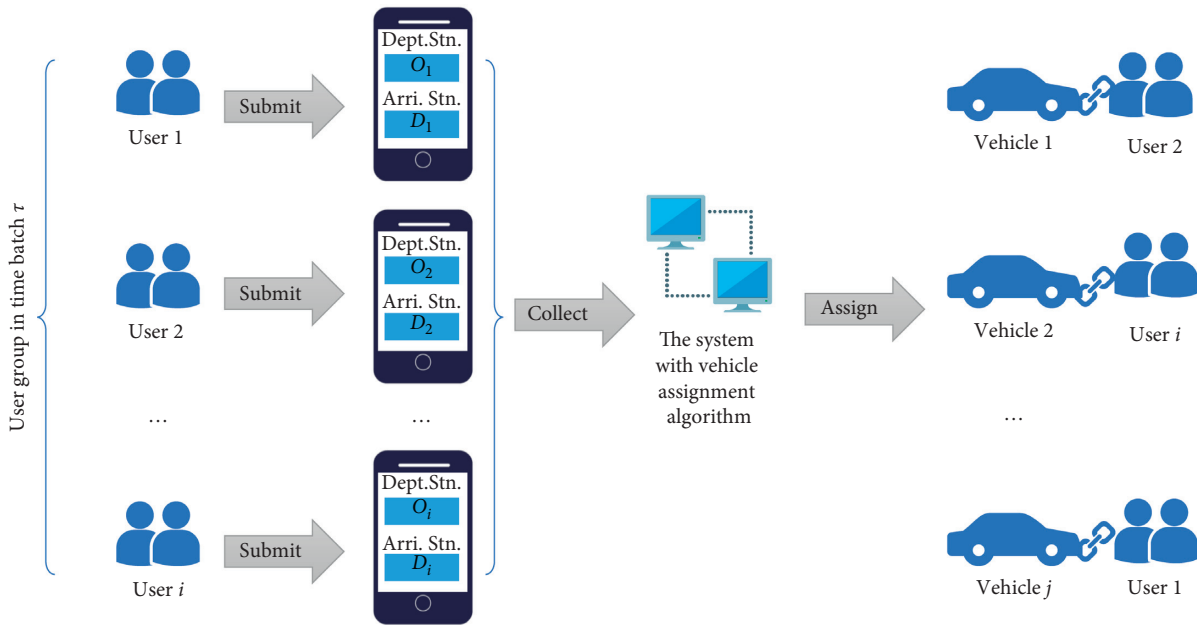 User group in time batch τ
User 1
Submit
Dept.Stn.
O1
Arri. Stn.
D1
User 2
Submit
Dept.Stn.
O2
Arri. Stn.
D2
...
...
User i
Submit
Dept.Stn.
Oi
Arri. Stn.
Di
Collect
The system
with vehicle
assignment
algorithm
Assign
Vehicle 1
User 2
Vehicle 2
User i
...
Vehicle j
User 1